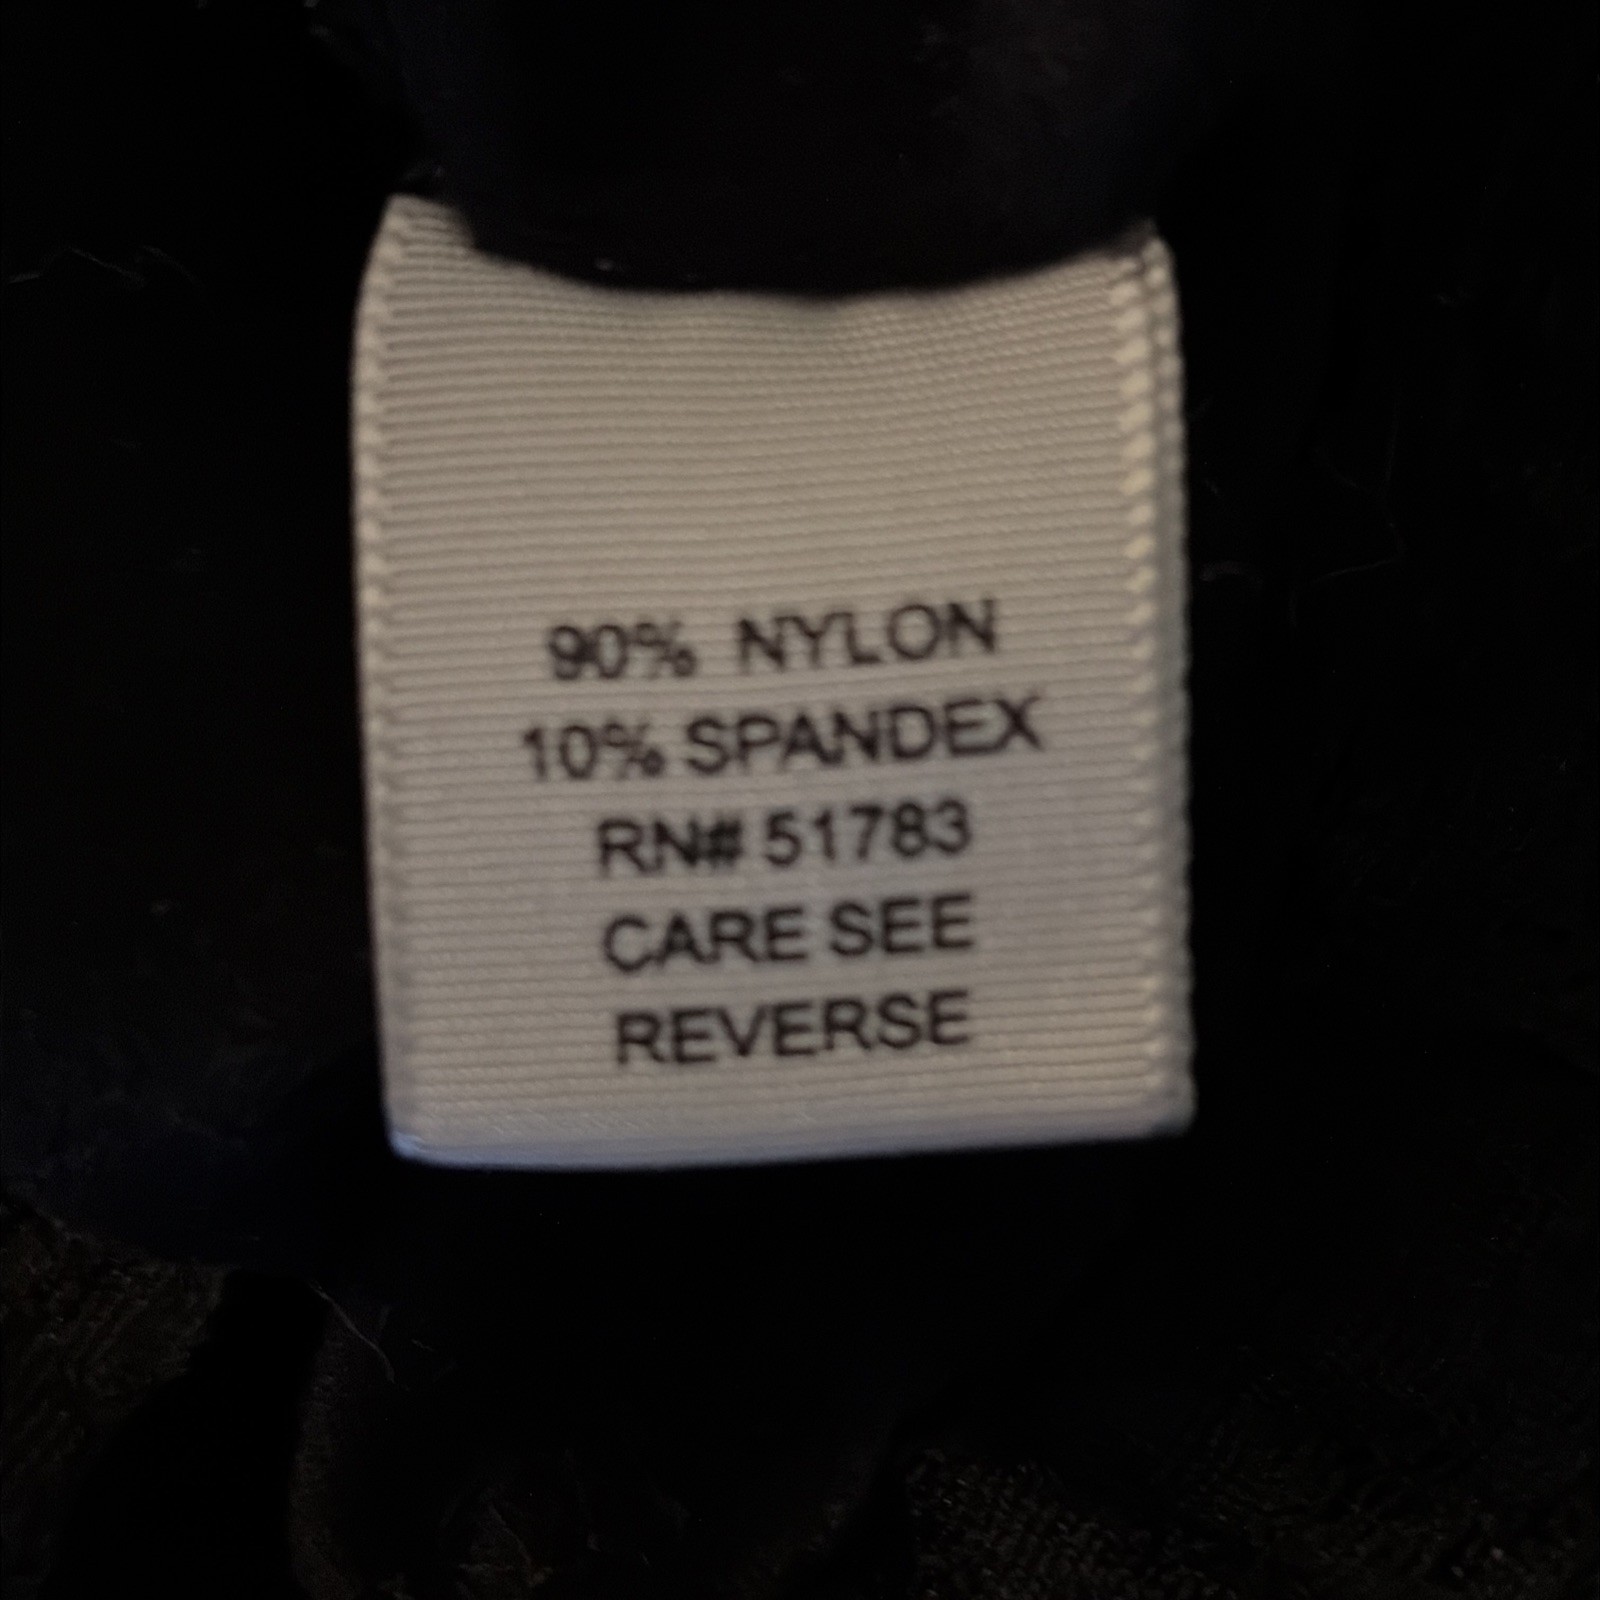 90% NYLON
10% SPANDEX
RN# 51783
CARE SEE
REVERSE